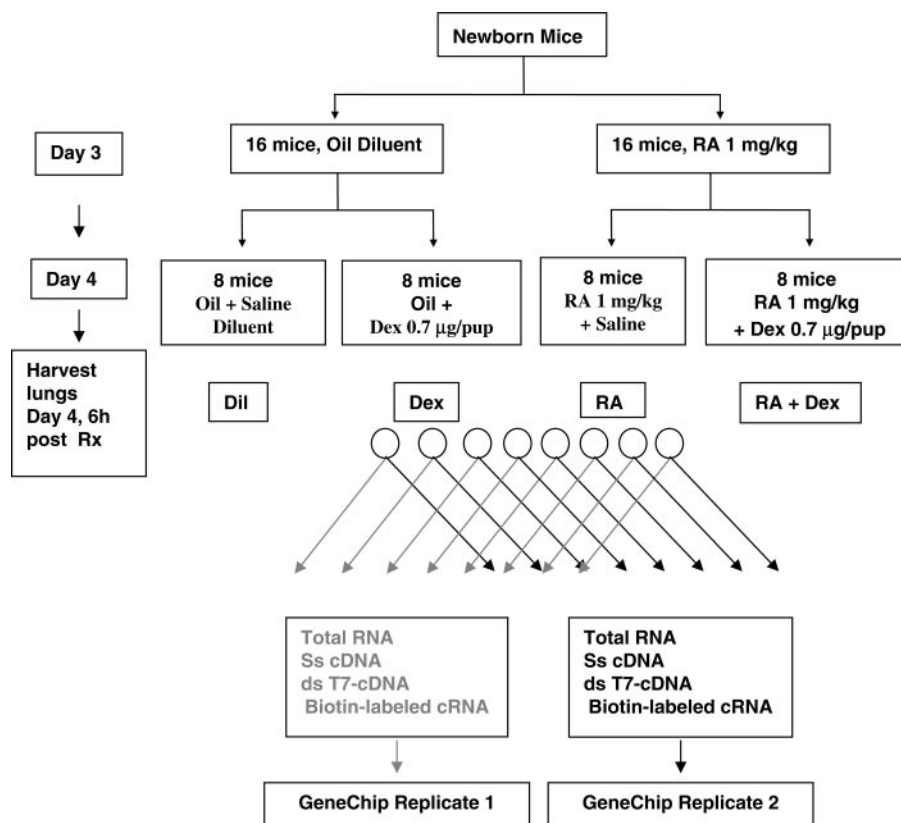 Newborn Mice
16 mice, Oil Diluent
16 mice, RA 1 mg/kg
Day 3
Day 4
8 mice
Oil + Saline
Diluent
8 mice
Oil +
Dex 0.7 μg/pup
8 mice
RA 1 mg/kg
+ Saline
8 mice
RA 1 mg/kg
+ Dex 0.7 μg/pup
Harvest
lungs
Day 4, 6h
post Rx
Dil
Dex
RA
RA + Dex
Total RNA
Ss cDNA
ds T7-cDNA
Biotin-labeled cRNA
Total RNA
Ss cDNA
ds T7-cDNA
Biotin-labeled cRNA
GeneChip Replicate 1
GeneChip Replicate 2